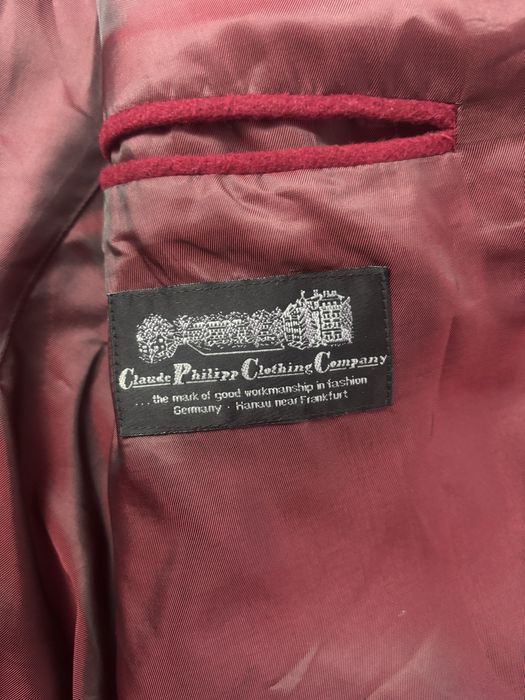 Claude Philipp Clothing Company
...the mark of good workmanship in fashion
Germany · Hanau near Frankfurt